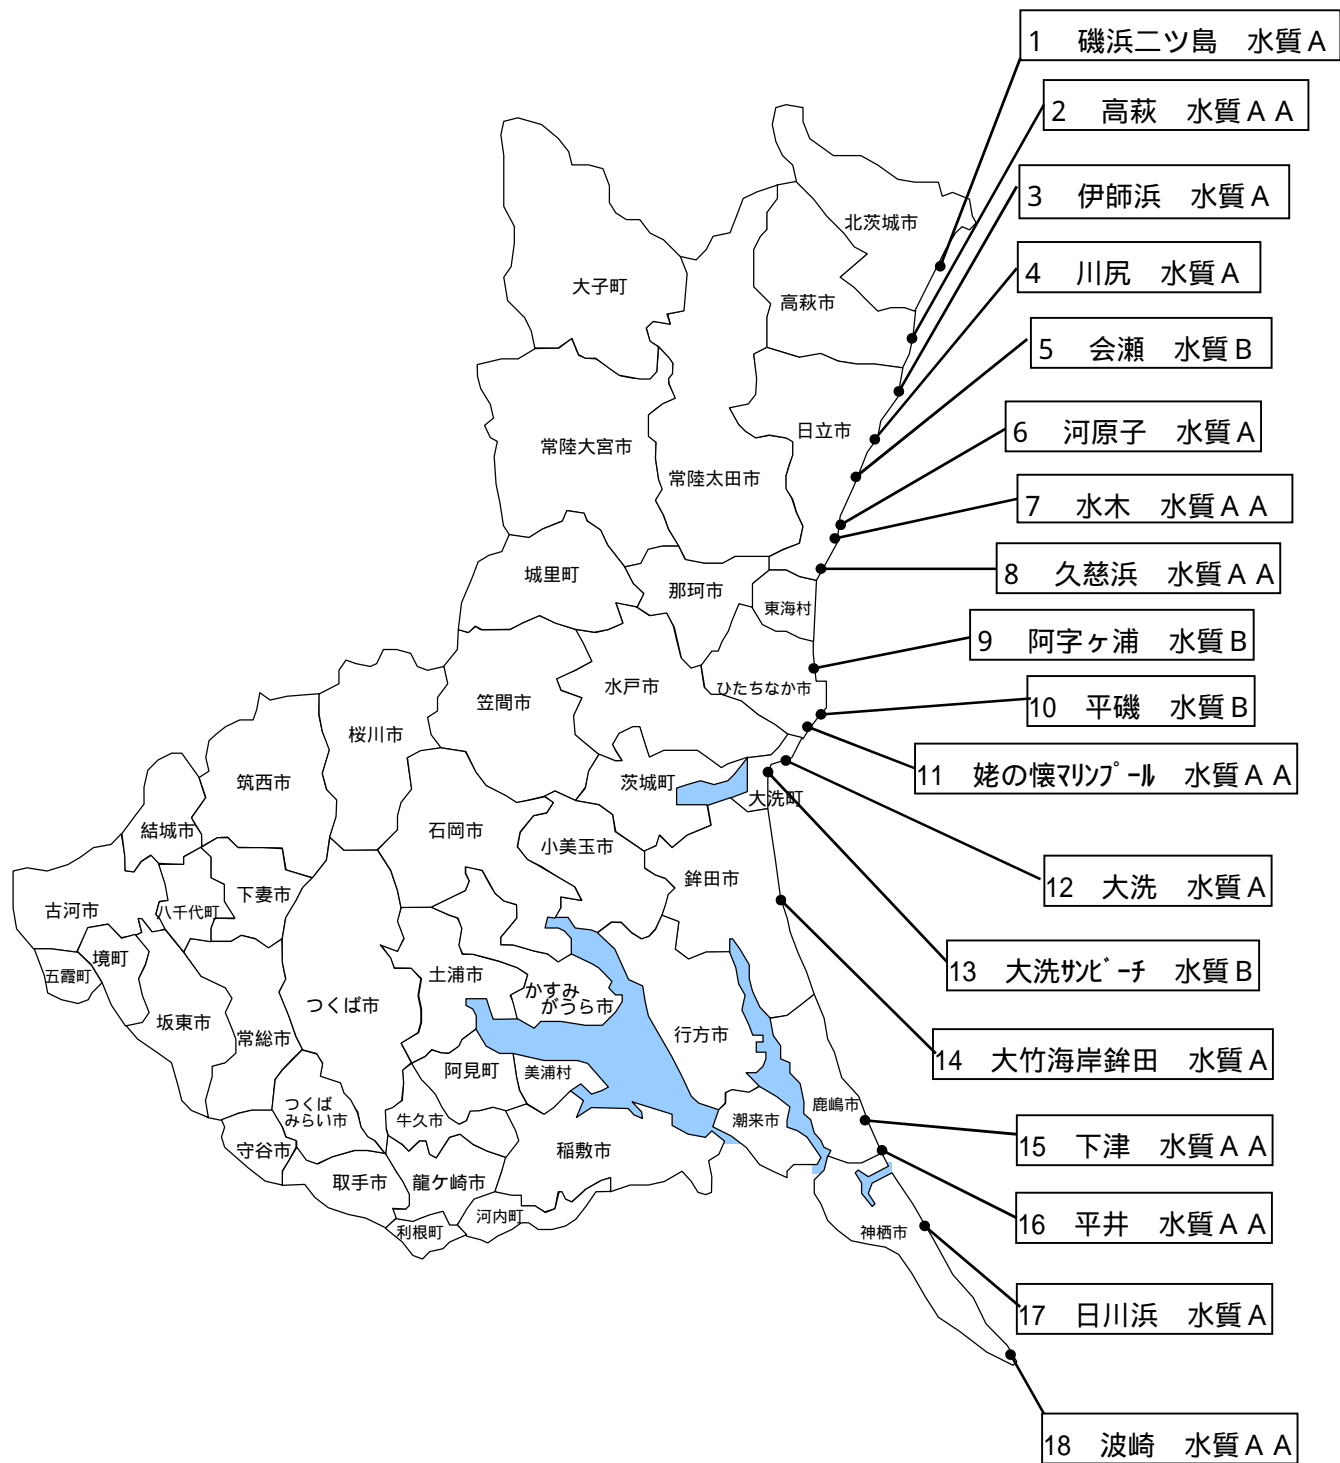 1　磯浜二ツ島　水質Ａ
2　高萩　水質ＡＡ
3　伊師浜　水質Ａ
4　川尻　水質Ａ
5　会瀬　水質Ｂ
6　河原子　水質Ａ
7　水木　水質ＡＡ
8　久慈浜　水質ＡＡ
9　阿字ヶ浦　水質Ｂ
10　平磯　水質Ｂ
11　姥の懐ﾏﾘﾝﾌﾟｰﾙ　水質ＡＡ
12　大洗　水質Ａ
13　大洗ｻﾝﾋﾞｰﾁ　水質Ｂ
14　大竹海岸鉾田　水質Ａ
15　下津　水質ＡＡ
16　平井　水質ＡＡ
17　日川浜　水質Ａ
18　波崎　水質ＡＡ
北茨城市
大子町
高萩市
日立市
常陸大宮市
常陸太田市
城里町
那珂市
東海村
ひたちなか市
水戸市
笠間市
桜川市
筑西市
茨城町
大洗町
結城市
石岡市
小美玉市
鉾田市
下妻市
八千代町
古河市
境町
五霞町
土浦市
かすみ
がうら市
つくば市
坂東市
常総市
行方市
阿見町
美浦村
つくば
みらい市
牛久市
潮来市
鹿嶋市
守谷市
稲敷市
取手市
龍ケ崎市
河内町
利根町
神栖市